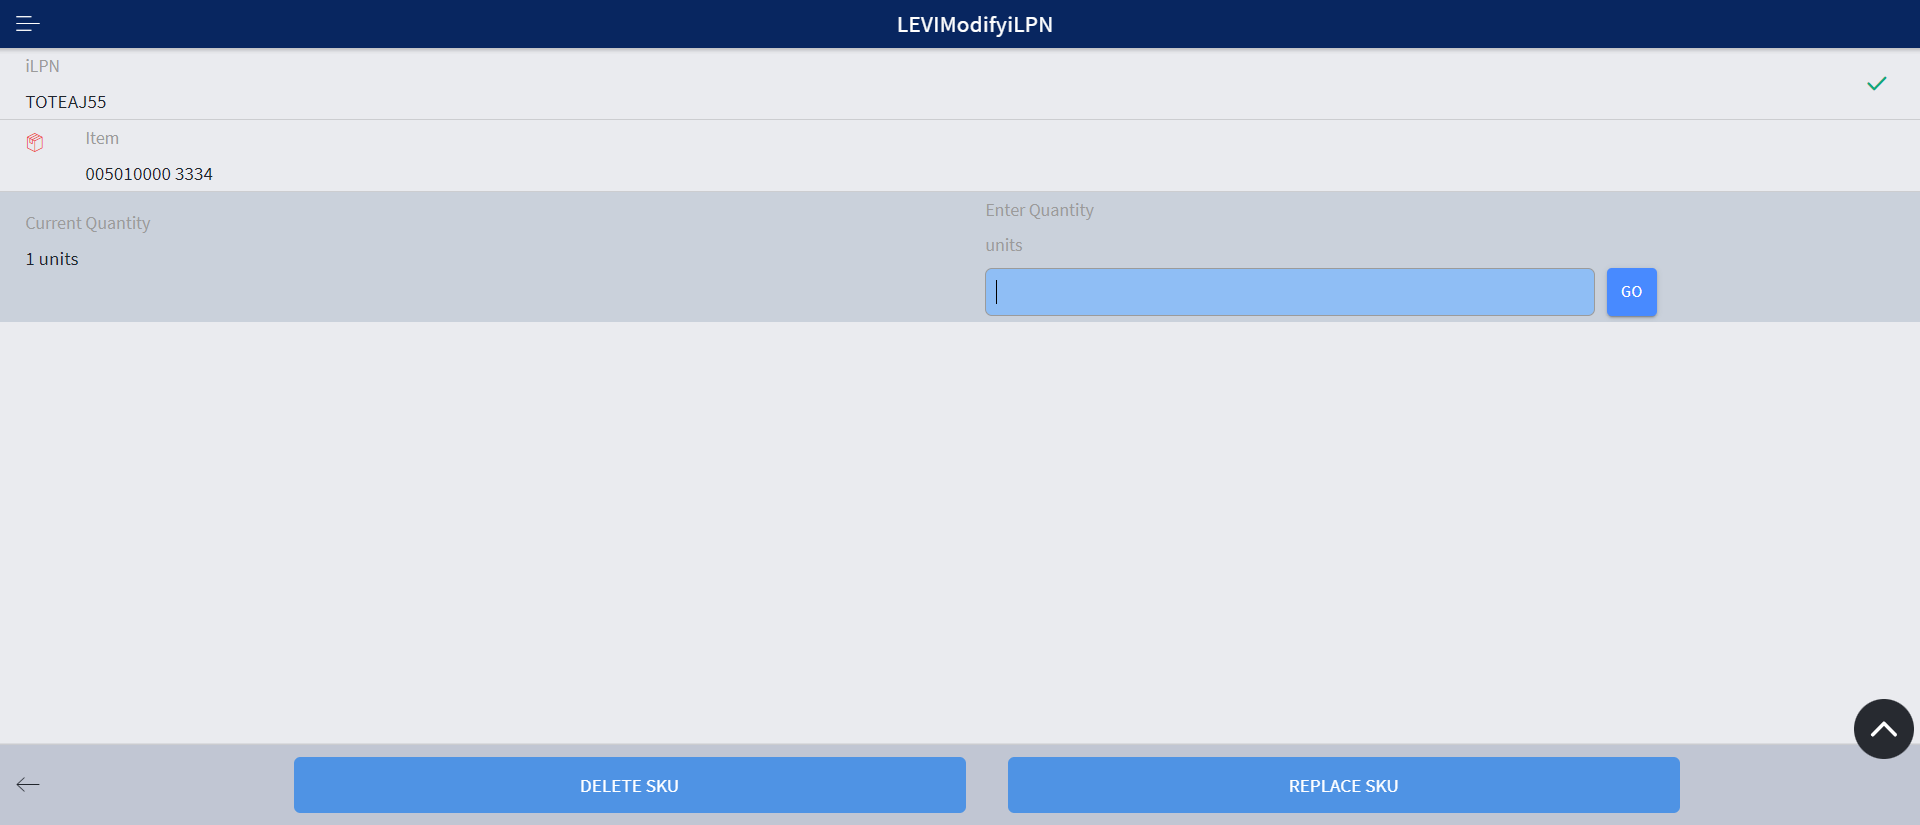 LEVIModifyiLPN
iLPN
TOTEAJ55
Item
005010000 3334
Current Quantity
1 units
Enter Quantity
units
GO
DELETE SKU
REPLACE SKU